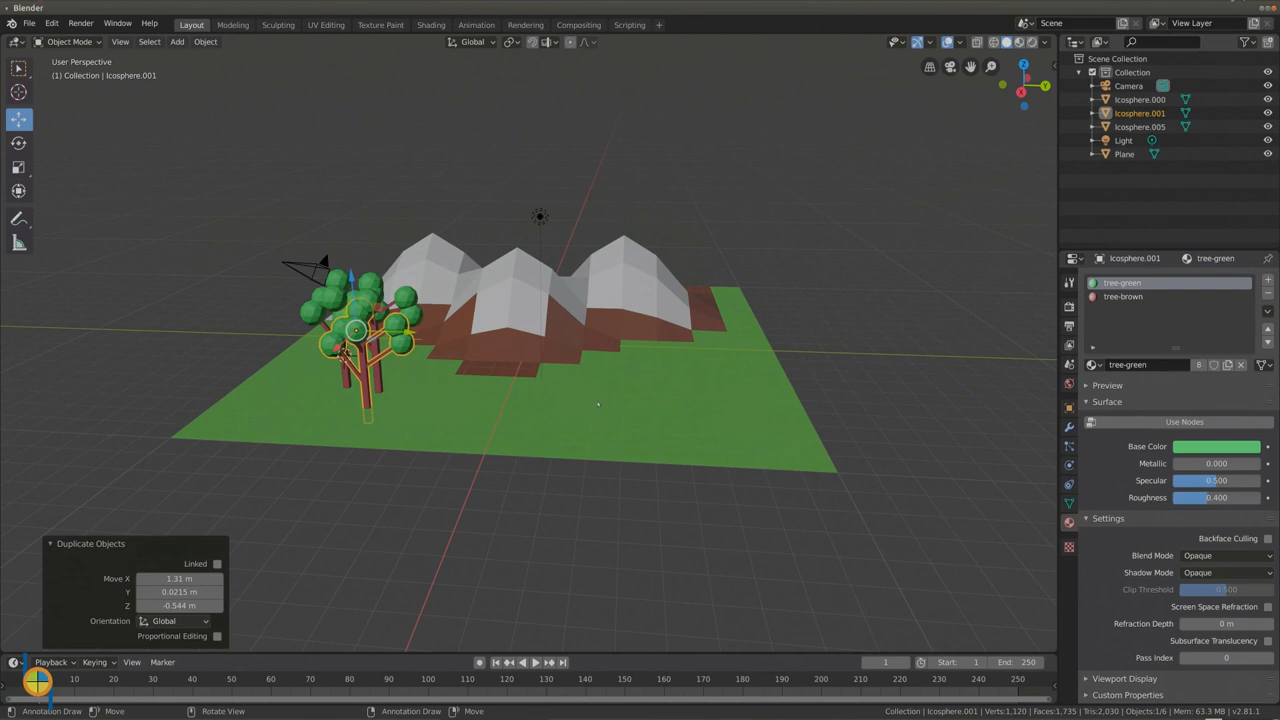 Blender
File Edit Render Window Help Layout Modeling Sculpting UV Editing Texture Paint Shading Animation Rendering Compositing Scripting + Scene View Layer
Object Mode View Select Add Object Global
User Perspective
(1) Collection | Icosphere.001
Z
Y
X
Scene Collection
Collection
Camera
Icosphere.000
Icosphere.001
Icosphere.005
Light
Plane
Icosphere.001 tree-green
tree-green
tree-brown
tree-green 8
Preview
Surface
Use Nodes
Base Color
Metallic 0.000
Specular 0.500
Roughness 0.400
Settings
Backface Culling
Blend Mode Opaque
Shadow Mode Opaque
Clip Threshold 0.500
Screen Space Refraction
Refraction Depth 0 m
Subsurface Translucency
Pass Index 0
Viewport Display
Custom Properties
Duplicate Objects
Linked
Move X 1.31 m
Y 0.0215 m
Z -0.544 m
Orientation Global
Proportional Editing
Playback Keying View Marker 1 Start: 1 End: 250
10 20 30 40 50 60 70 80 90 100 110 120 130 140 150 160 170 180 190 200 210 220 230 240 250
Annotation Draw Move Rotate View Annotation Draw Move Collection | Icosphere.001 | Verts:1,120 | Faces:1,735 | Tris:2,030 | Objects:1/6 | Mem: 63.3 MB | v2.81.1